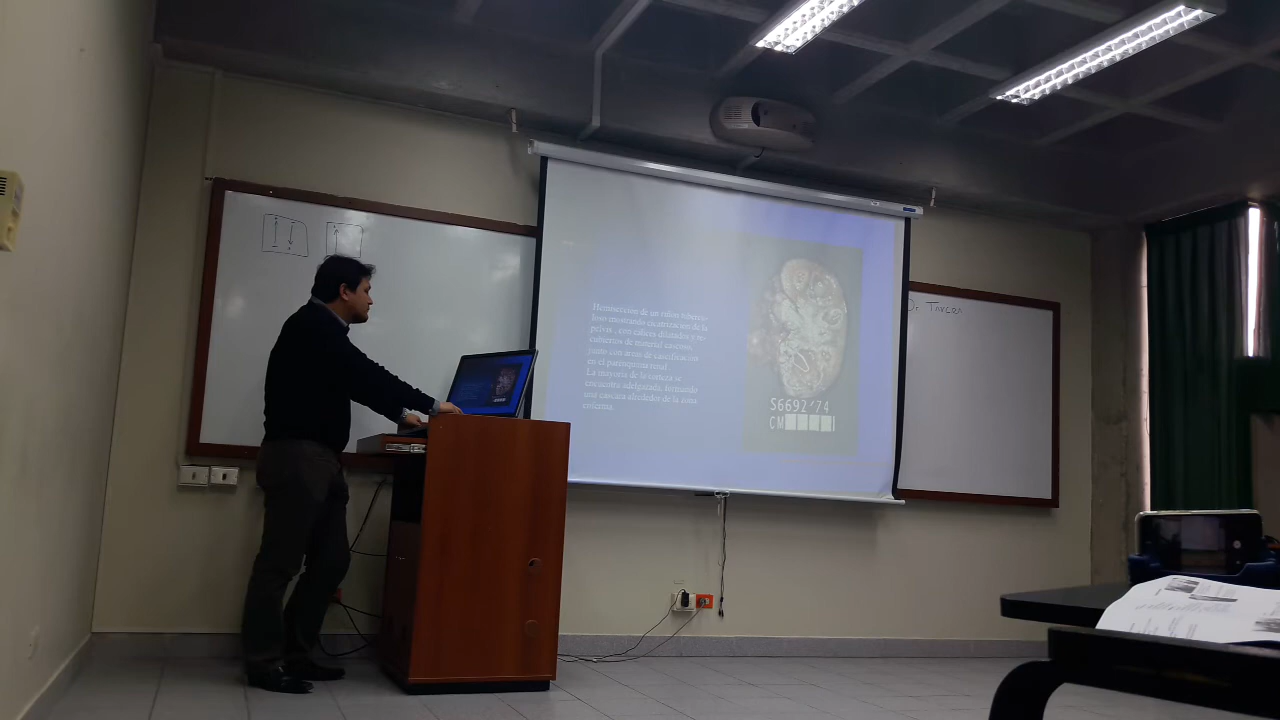 Hemisección de un riñón tubercu-
loso mostrando cicatrización de la
pelvis , con cálices dilatados y re-
cubiertos de material caseoso,
junto con áreas de caseificación
en el parénquima renal.
La mayoría de la corteza se
encuentra adelgazada, formando
una cáscara alrededor de la zona
S6692'74
CM
Dr Tavera